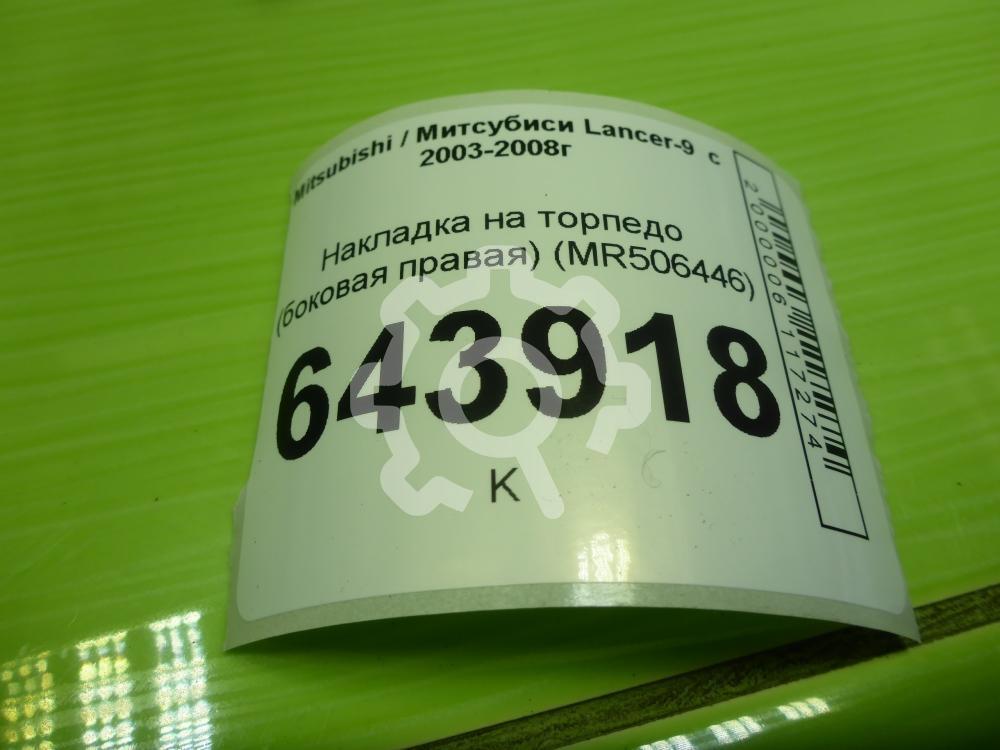 Mitsubishi / Митсубиси Lancer-9 с
2003-2008г
Накладка на торпедо
(боковая правая) (MR506446)
643918
К
2000006117274